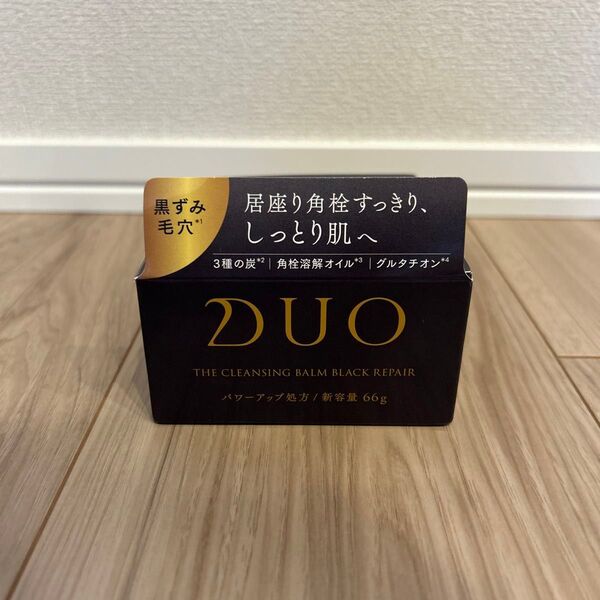 黒ずみ
毛穴*1
居座り角栓すっきり、
しっとり肌へ
3種の炭*2 | 角栓溶解オイル*3 | グルタチオン*4
DUO
THE CLEANSING BALM BLACK REPAIR
パワーアップ処方 / 新容量 66g